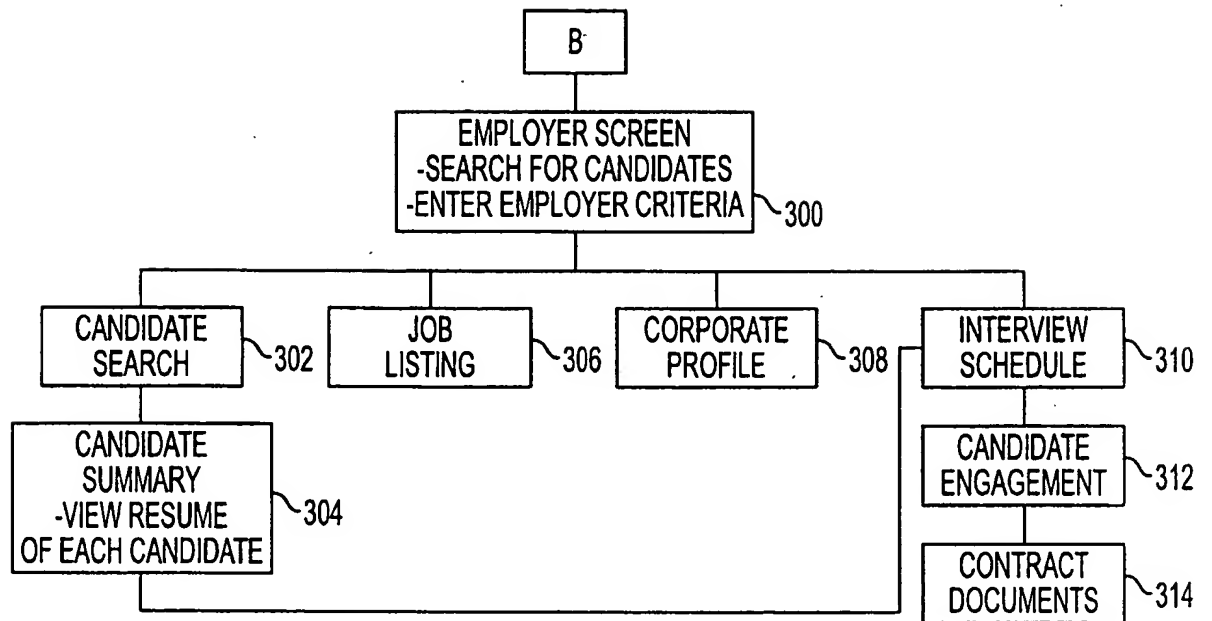 B
EMPLOYER SCREEN
-SEARCH FOR CANDIDATES
-ENTER EMPLOYER CRITERIA
300
CANDIDATE
SEARCH
302
JOB
LISTING
306
CORPORATE
PROFILE
308
INTERVIEW
SCHEDULE
310
CANDIDATE
SUMMARY
-VIEW RESUME
OF EACH CANDIDATE
304
CANDIDATE
ENGAGEMENT
312
CONTRACT
DOCUMENTS
314